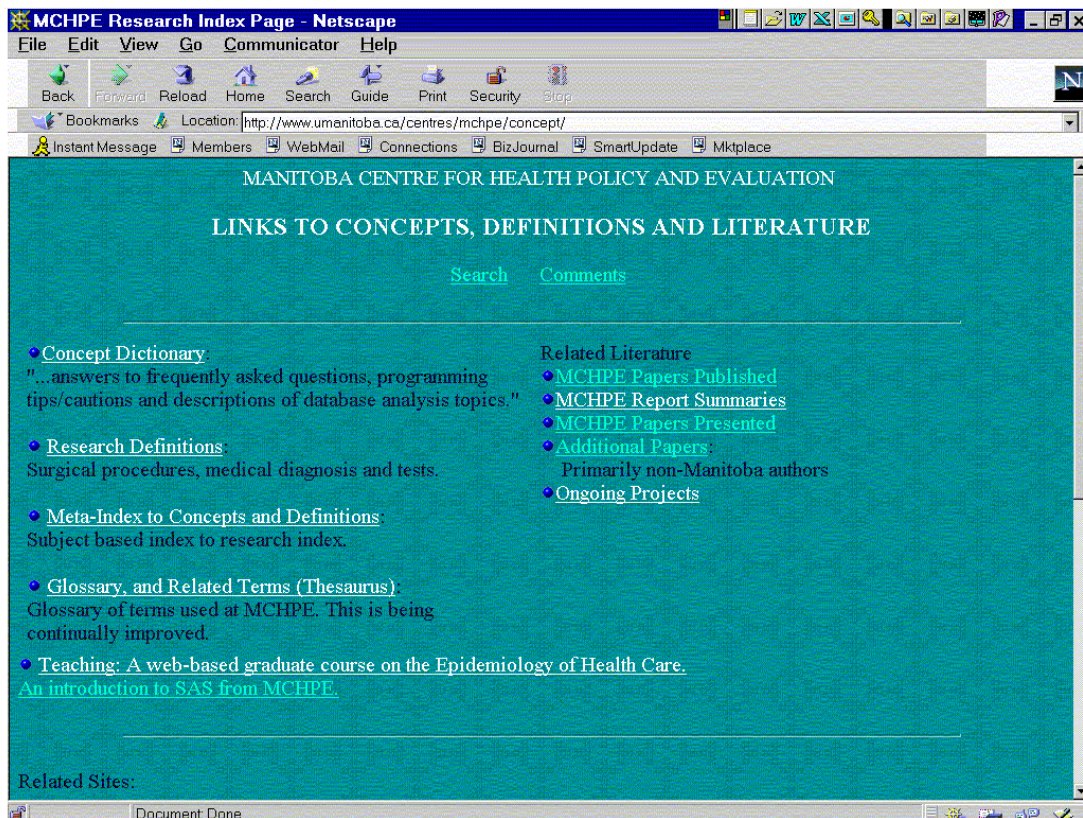 MCHPE Research Index Page - Netscape
File Edit View Go Communicator Help
Back Forward Reload Home Search Guide Print Security Stop
Bookmarks Location: http://www.umanitoba.ca/centres/mchpe/concept/
Instant Message Members WebMail Connections BizJournal SmartUpdate Mktplace
MANITOBA CENTRE FOR HEALTH POLICY AND EVALUATION
LINKS TO CONCEPTS, DEFINITIONS AND LITERATURE
Search Comments
Concept Dictionary:
"...answers to frequently asked questions, programming
tips/cautions and descriptions of database analysis topics."
Research Definitions:
Surgical procedures, medical diagnosis and tests.
Meta-Index to Concepts and Definitions:
Subject based index to research index.
Glossary, and Related Terms (Thesaurus):
Glossary of terms used at MCHPE. This is being
continually improved.
Related Literature
MCHPE Papers Published
MCHPE Report Summaries
MCHPE Papers Presented
Additional Papers:
Primarily non-Manitoba authors
Ongoing Projects
Teaching: A web-based graduate course on the Epidemiology of Health Care.
An introduction to SAS from MCHPE.
Related Sites:
Document: Done